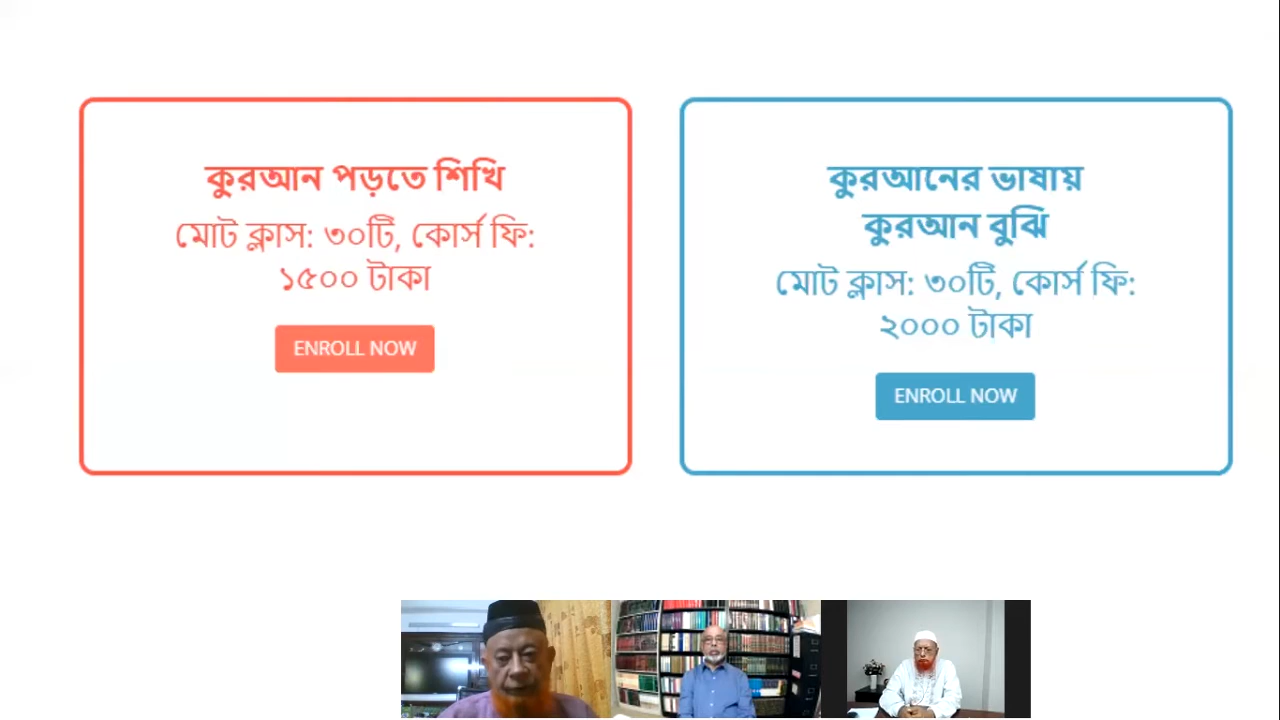 কুরআন পড়তে শিখি
মোট ক্লাস: ৩০টি, কোর্স ফি:
১৫০০ টাকা
ENROLL NOW
কুরআনের ভাষায়
কুরআন বুঝি
মোট ক্লাস: ৩০টি, কোর্স ফি:
২০০০ টাকা
ENROLL NOW